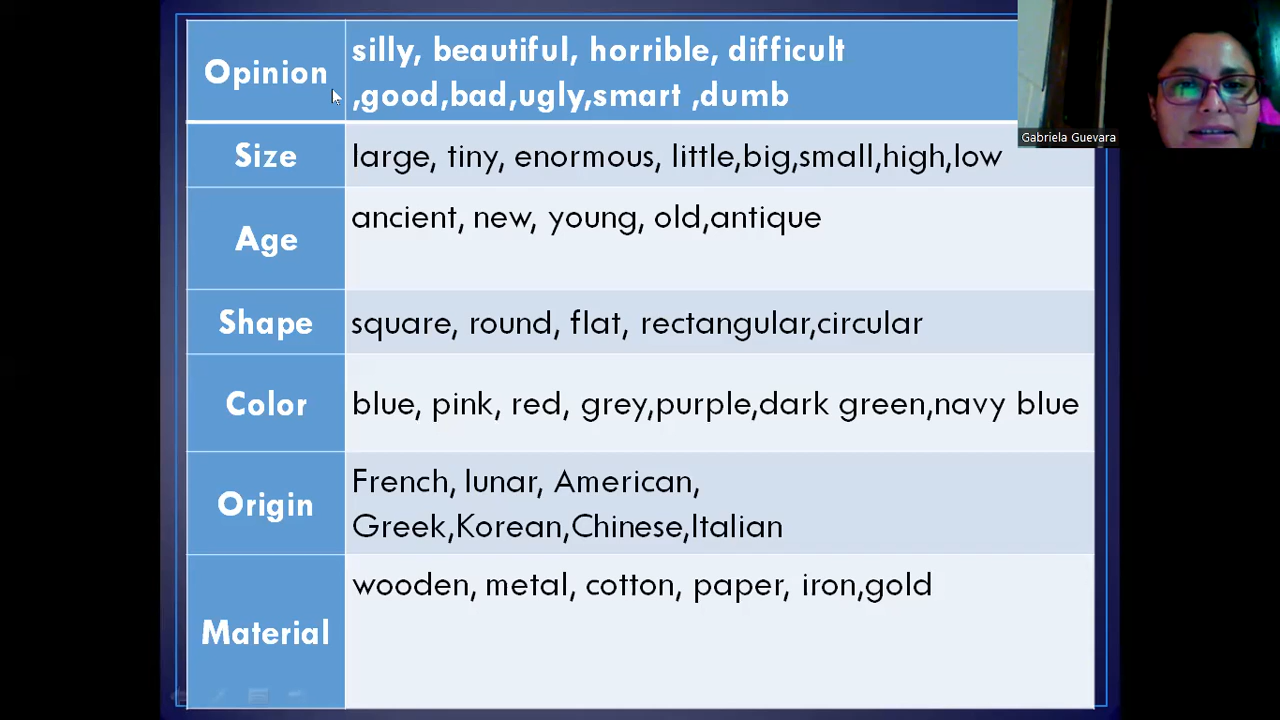 Opinion
silly, beautiful, horrible, difficult
,good,bad,ugly,smart ,dumb
Gabriela Guevara
Size
large, tiny, enormous, little,big,small,high,low
Age
ancient, new, young, old,antique
Shape
square, round, flat, rectangular,circular
Color
blue, pink, red, grey,purple,dark green,navy blue
Origin
French, lunar, American,
Greek,Korean,Chinese,Italian
Material
wooden, metal, cotton, paper, iron,gold